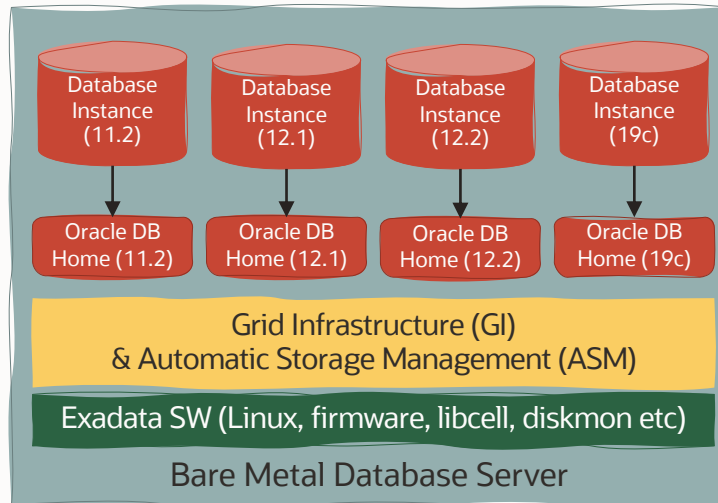 Database
Instance
(11.2)
Database
Instance
(12.1)
Database
Instance
(12.2)
Database
Instance
(19c)
Oracle DB
Home (11.2)
Oracle DB
Home (12.1)
Oracle DB
Home (12.2)
Oracle DB
Home (19c)
Grid Infrastructure (GI)
& Automatic Storage Management (ASM)
Exadata SW (Linux, firmware, libcell, diskmon etc)
Bare Metal Database Server